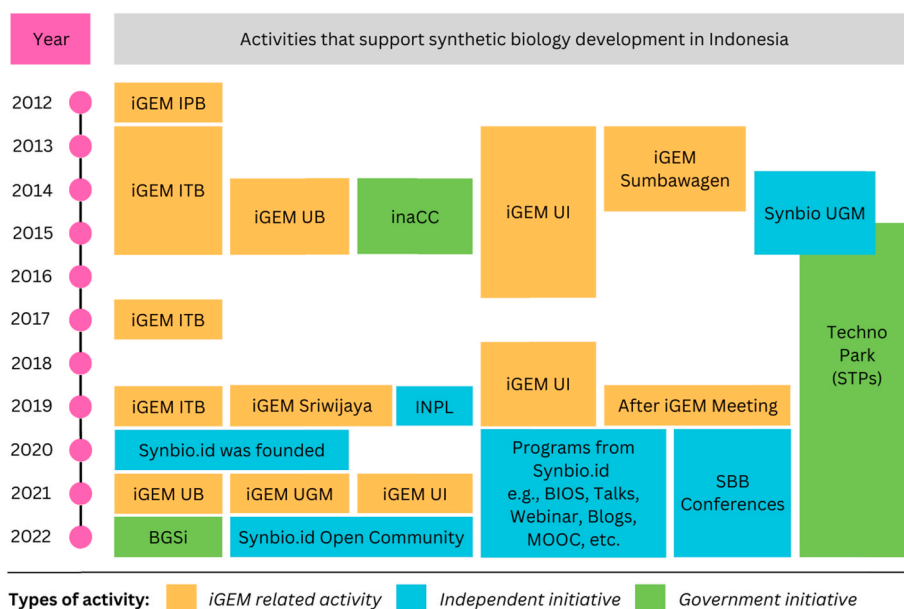 Year
Activities that support synthetic biology development in Indonesia
2012
iGEM IPB
2013
iGEM ITB
iGEM UI
iGEM
Sumbawagen
2014
iGEM UB
inaCC
Synbio UGM
2015
2016
2017
iGEM ITB
Techno
Park
(STPs)
2018
iGEM UI
2019
iGEM ITB
iGEM Sriwijaya
INPL
After iGEM Meeting
2020
Synbio.id was founded
Programs from
Synbio.id
e.g., BIOS, Talks,
Webinar, Blogs,
MOOC, etc.
SBB
Conferences
2021
iGEM UB
iGEM UGM
iGEM UI
2022
BGSi
Synbio.id Open Community
Types of activity:
iGEM related activity
Independent initiative
Government initiative